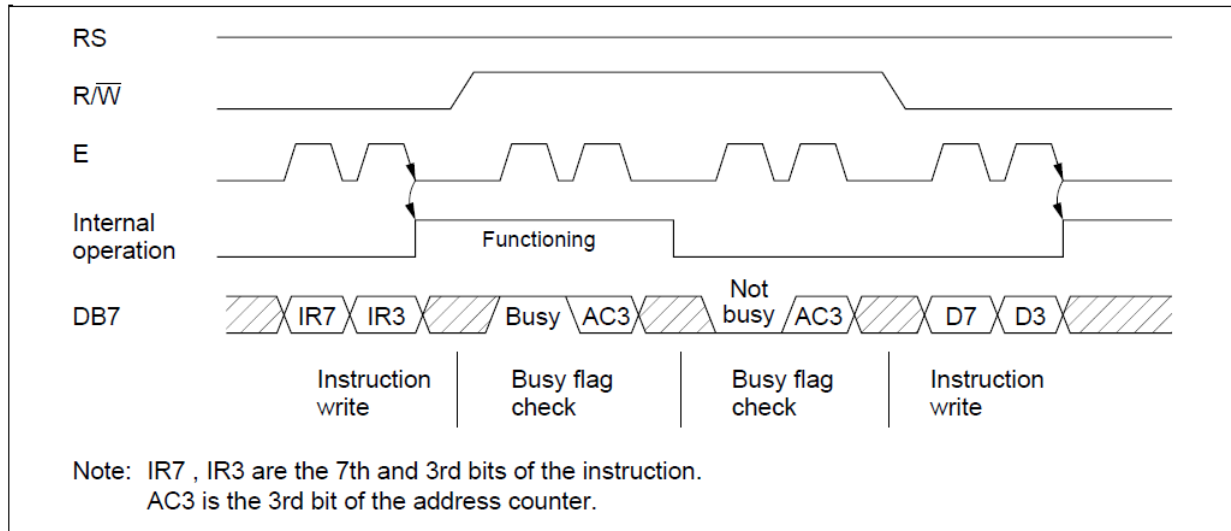 RS
R/W̅
E
Internal
operation
Functioning
DB7
IR7
IR3
Busy
AC3
Not
busy
AC3
D7
D3
Instruction
write
Busy flag
check
Busy flag
check
Instruction
write
Note: IR7 , IR3 are the 7th and 3rd bits of the instruction.
AC3 is the 3rd bit of the address counter.